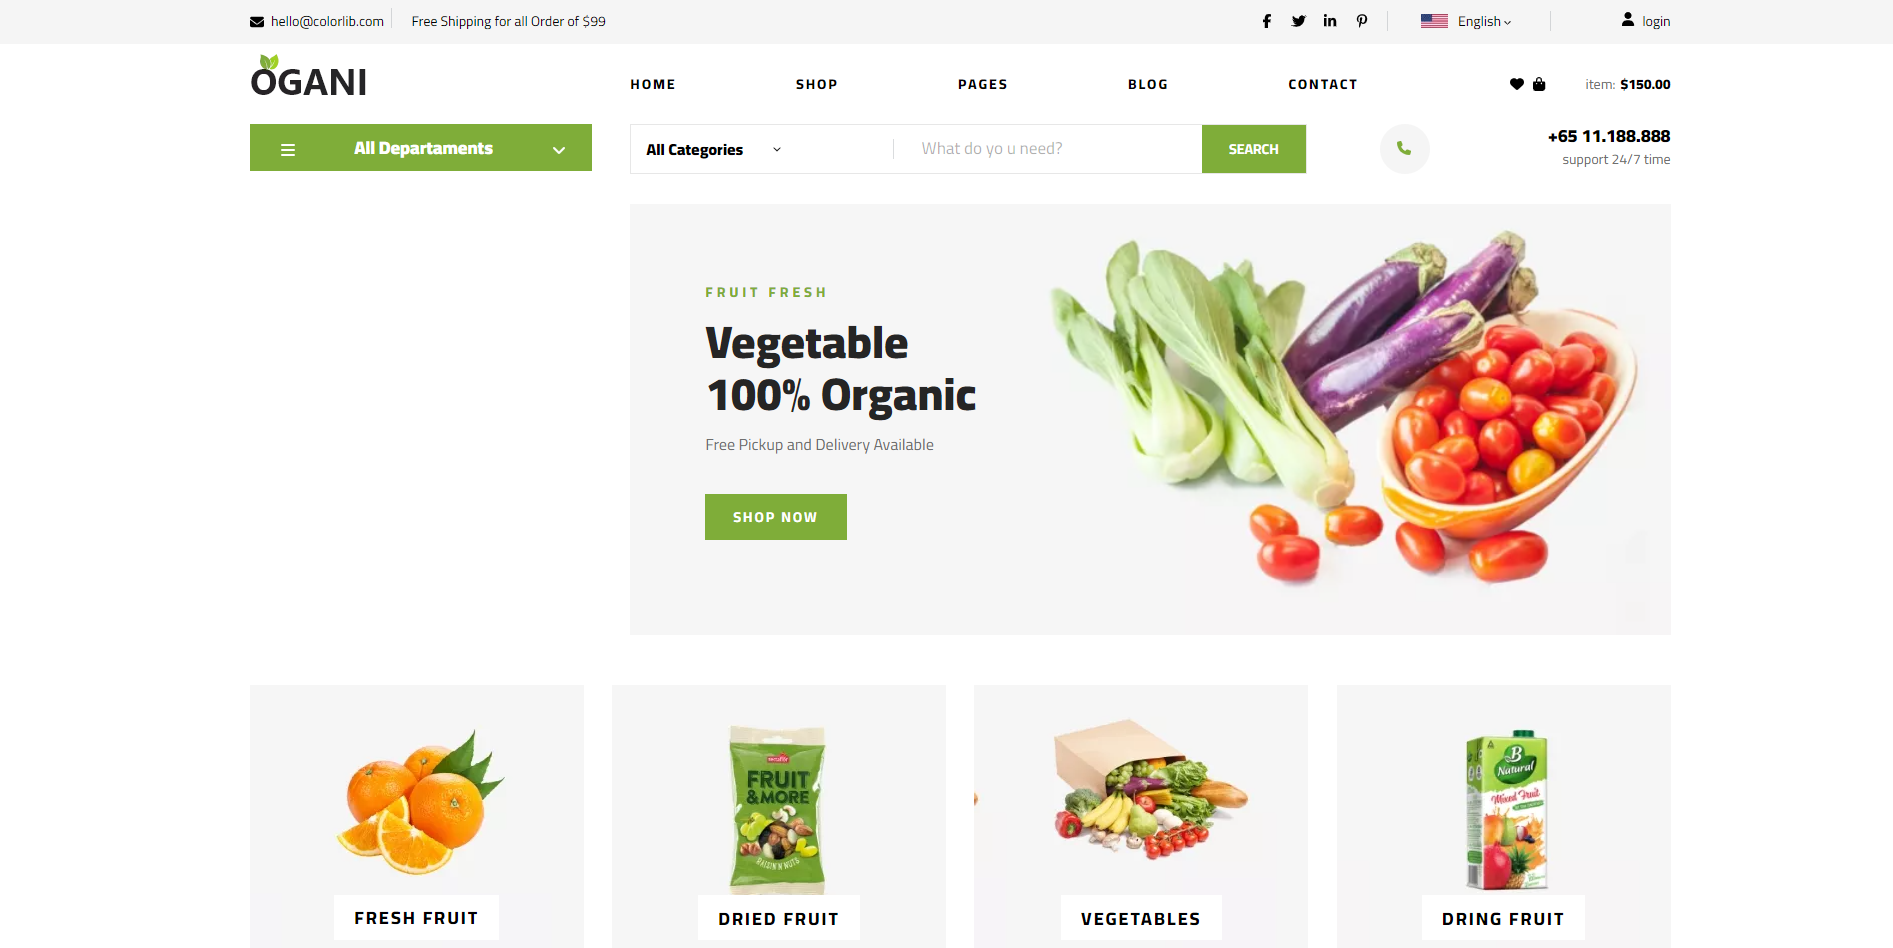 hello@colorlib.com Free Shipping for all Order of $99 English login
OGANI HOME SHOP PAGES BLOG CONTACT item: $150.00
All Departaments All Categories What do yo u need? SEARCH +65 11.188.888
support 24/7 time
FRUIT FRESH
Vegetable
100% Organic
Free Pickup and Delivery Available
SHOP NOW
FRUIT
&MORE
RAISIN'N NUTS
B
Natural
Mixed Fruit
FRESH FRUIT DRIED FRUIT VEGETABLES DRING FRUIT